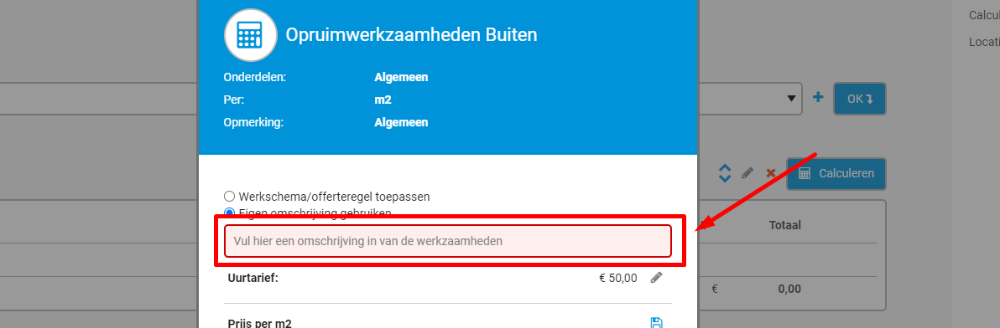 Opruimwerkzaamheden Buiten
Onderdelen: Algemeen
Per: m2
Opmerking: Algemeen
Calcul
Locati
OK
Calculeren
Werkschema/offerteregel toepassen
Eigen omschrijving gebruiken
Vul hier een omschrijving in van de werkzaamheden
Totaal
Uurtarief: € 50,00
€ 0,00
Prijs per m2